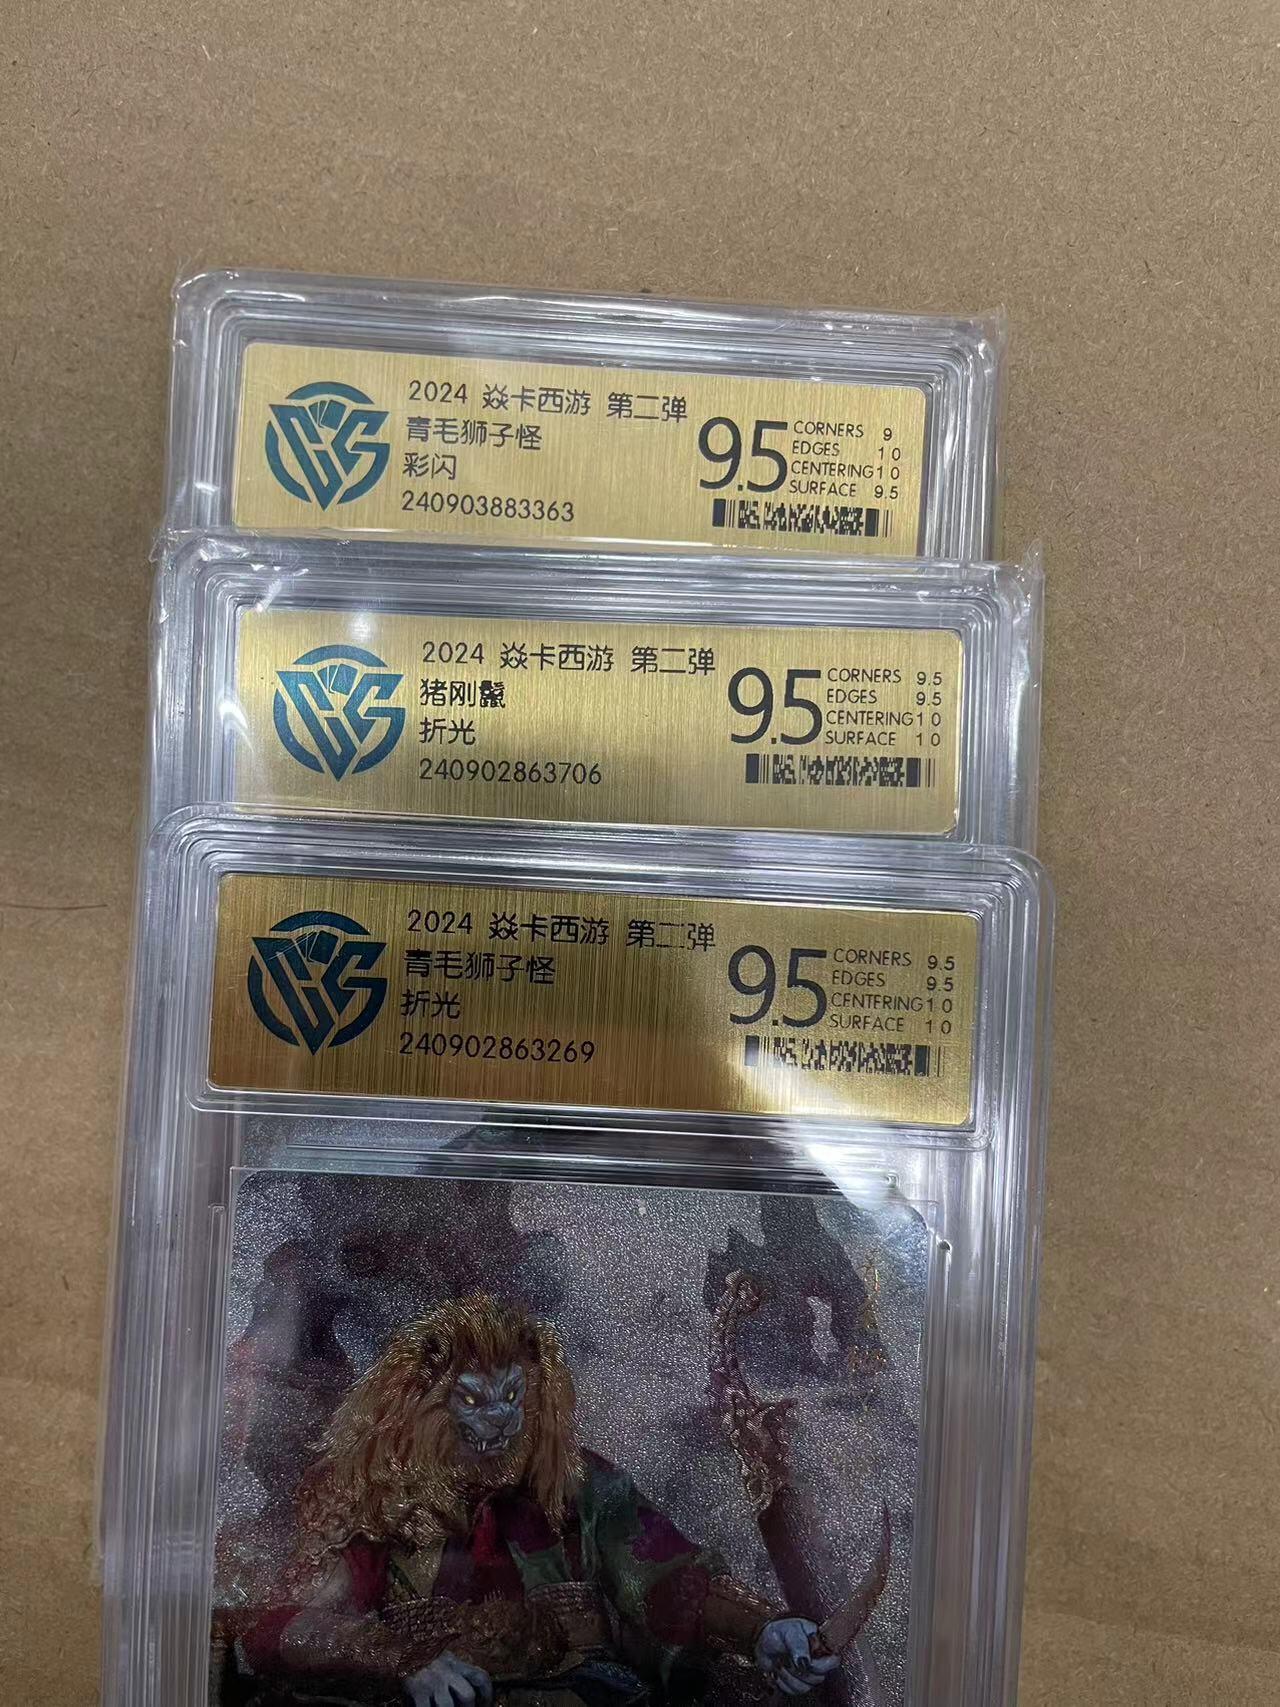 2024 焱卡西游 第二弹
青毛狮子怪
彩闪
240903883363
9.5
CORNERS 9
EDGES 10
CENTERING 10
SURFACE 9.5
2024 焱卡西游 第二弹
猪刚鬣
折光
240902863706
9.5
CORNERS 9.5
EDGES 9.5
CENTERING 10
SURFACE 10
2024 焱卡西游 第二弹
青毛狮子怪
折光
240902863269
9.5
CORNERS 9.5
EDGES 9.5
CENTERING 10
SURFACE 10